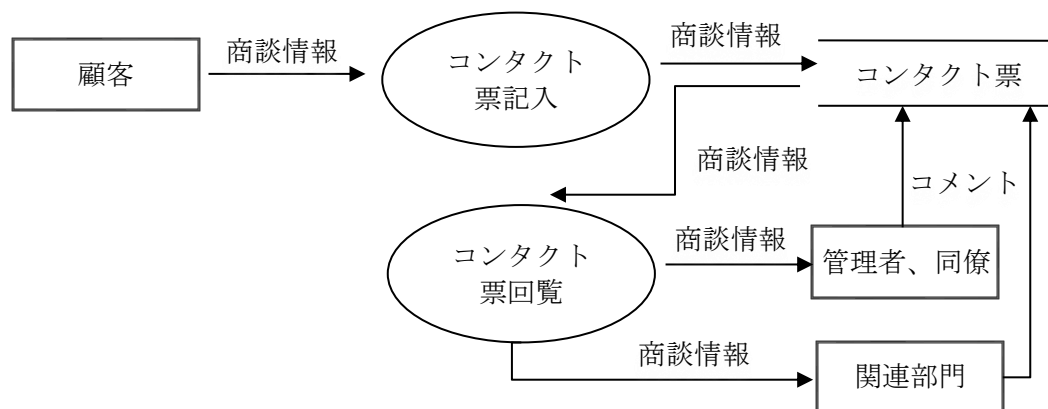 顧客
商談情報
コンタクト
票記入
商談情報
コンタクト票
商談情報
コメント
コンタクト
票回覧
商談情報
管理者、同僚
商談情報
関連部門